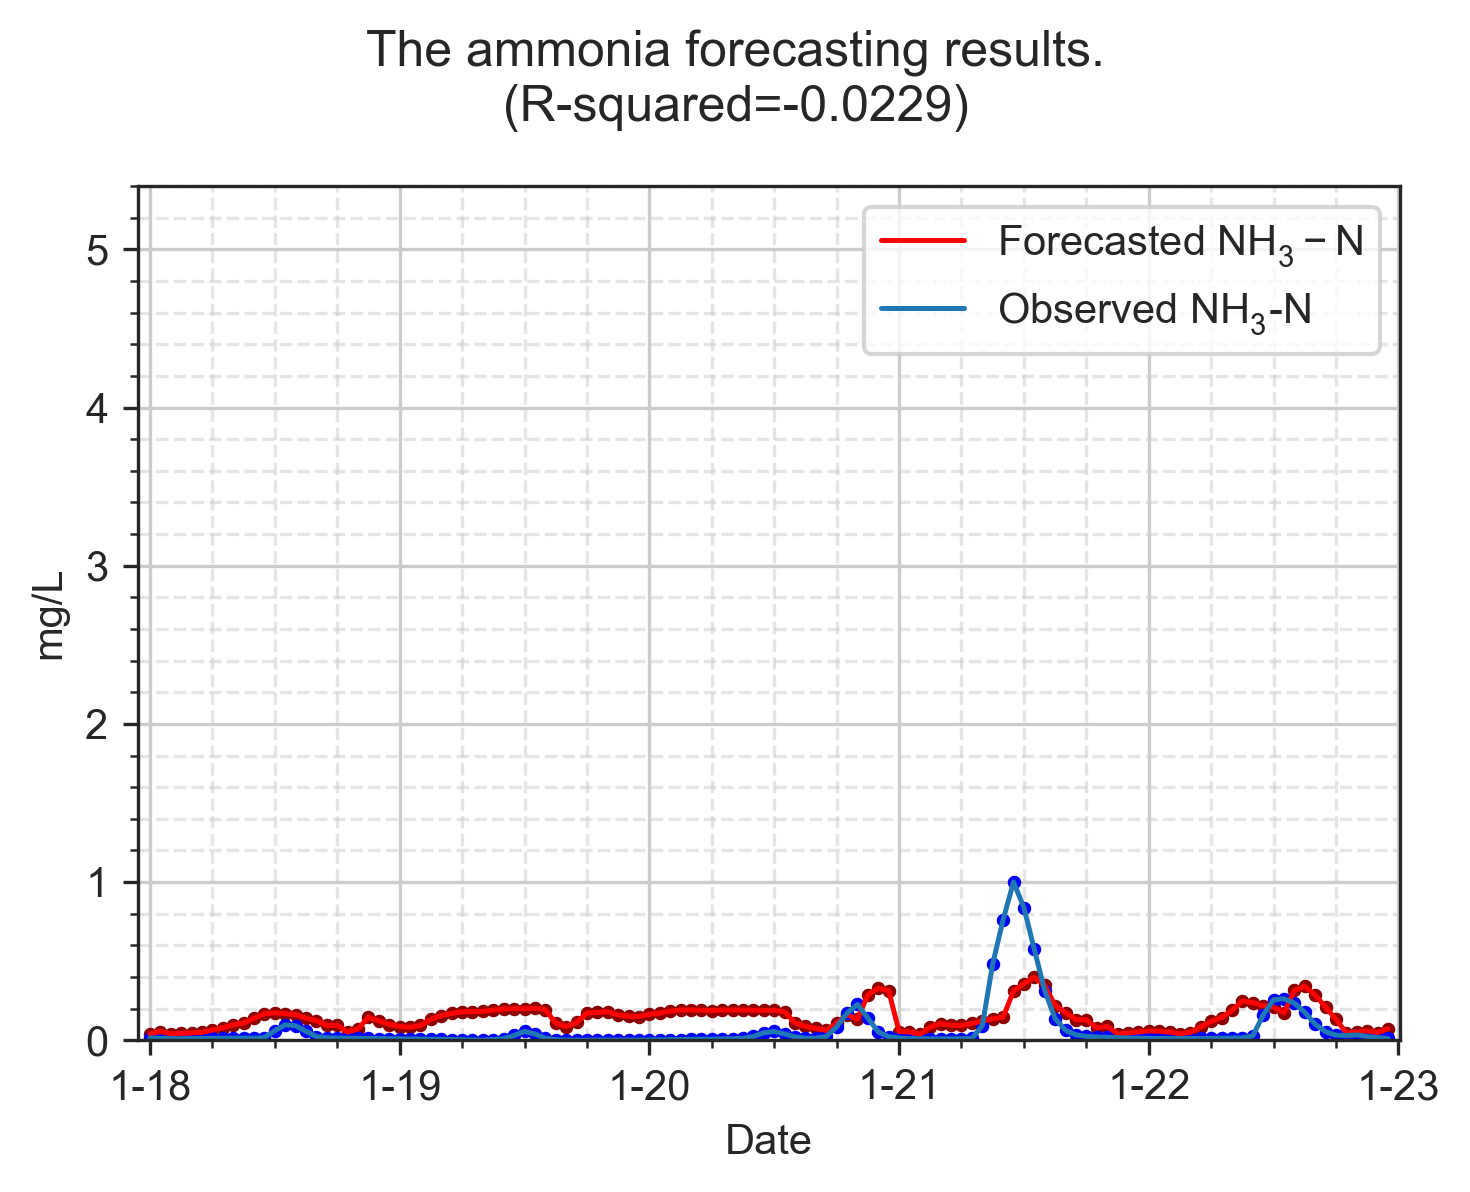 The ammonia forecasting results.
(R-squared=-0.0229)
Forecasted NH₃ − N
Observed NH₃-N
5
4
3
2
1
0
mg/L
1-18 1-19 1-20 1-21 1-22 1-23
Date